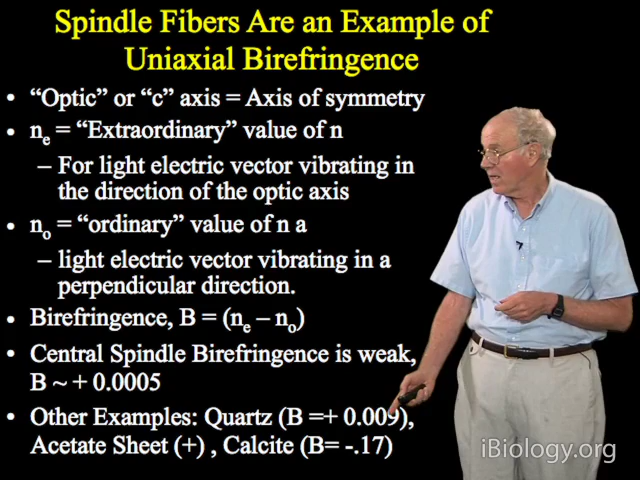 Spindle Fibers Are an Example of
Uniaxial Birefringence
• “Optic” or “c” axis = Axis of symmetry
• ne = “Extraordinary” value of n
– For light electric vector vibrating in
the direction of the optic axis
• no = “ordinary” value of n a
– light electric vector vibrating in a
perpendicular direction.
• Birefringence, B = (ne – no)
• Central Spindle Birefringence is weak,
B ~ + 0.0005
• Other Examples: Quartz (B =+ 0.009),
Acetate Sheet (+) , Calcite (B= -.17)
iBiology.org